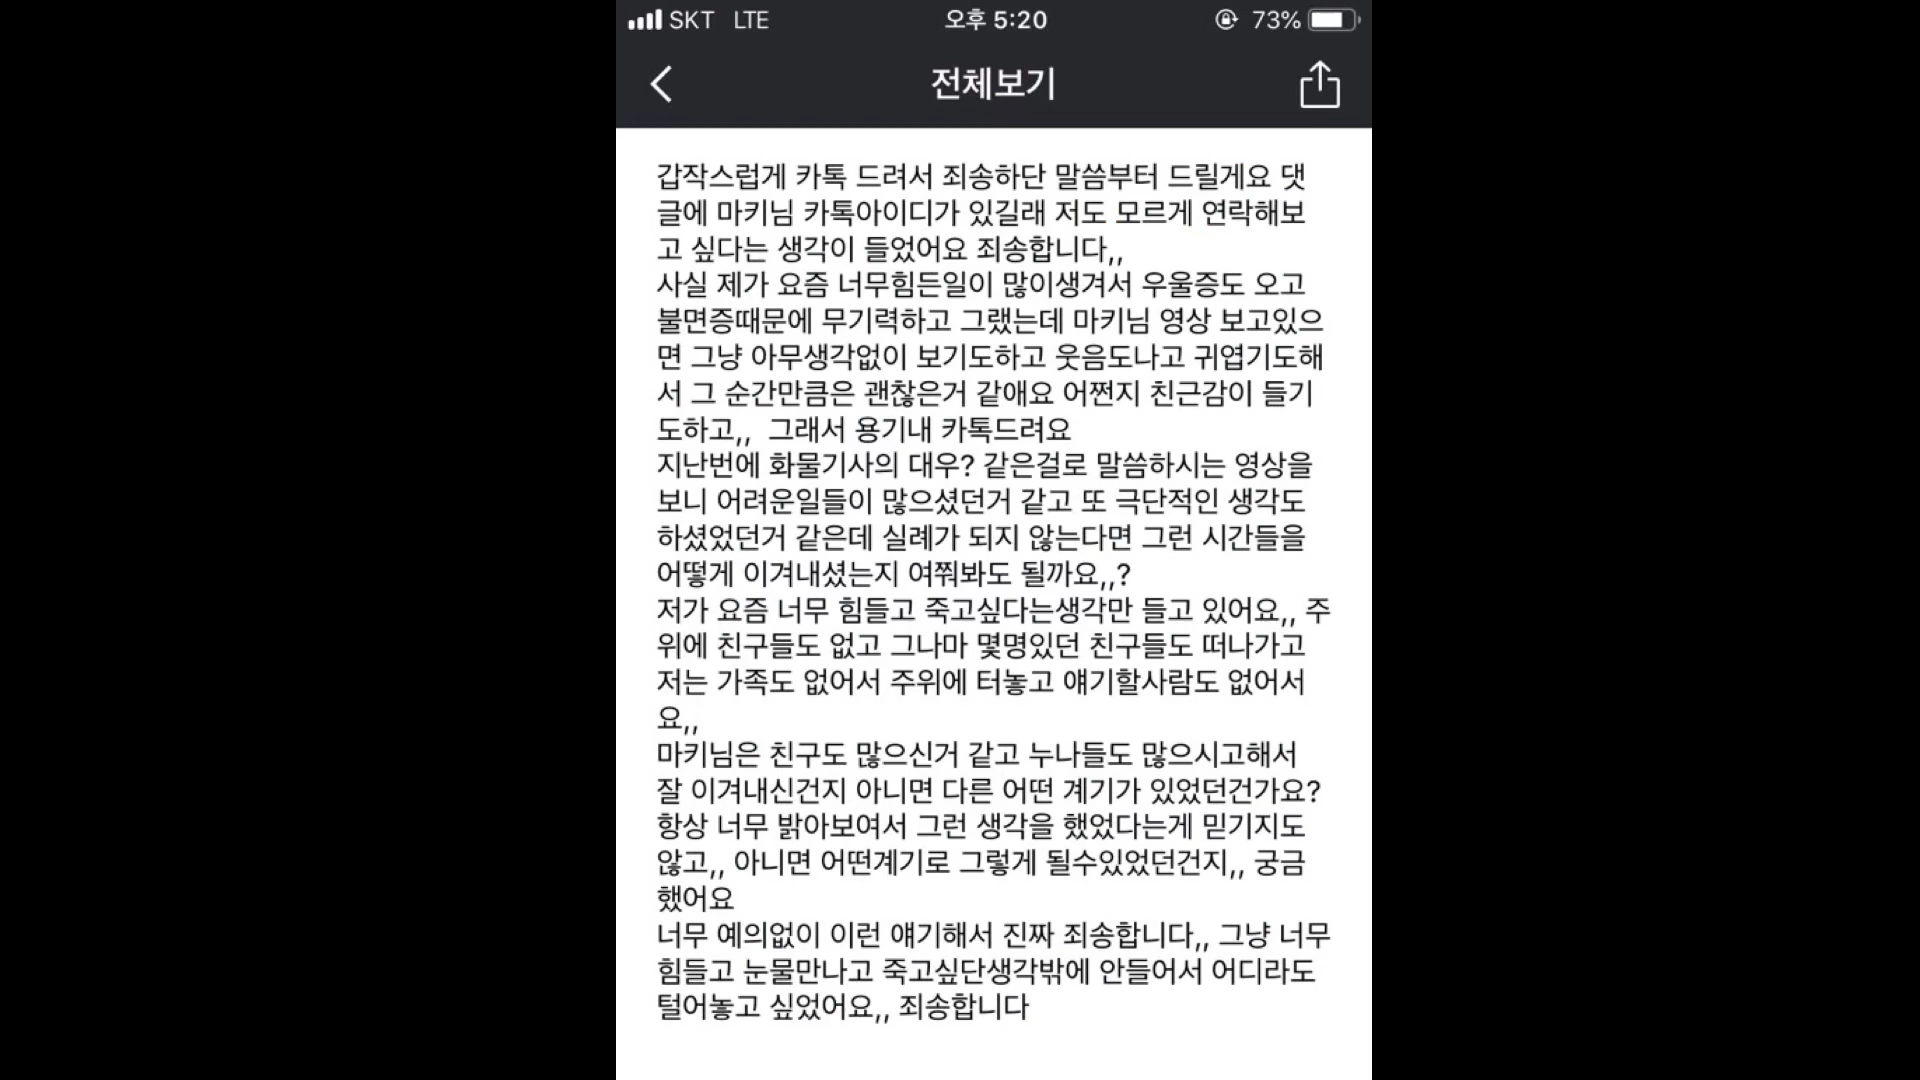 SKT LTE 오후 5:20 73%
전체보기
갑작스럽게 카톡 드려서 죄송하단 말씀부터 드릴게요 댓
글에 마키님 카톡아이디가 있길래 저도 모르게 연락해보
고 싶다는 생각이 들었어요 죄송합니다,,
사실 제가 요즘 너무힘든일이 많이생겨서 우울증도 오고
불면증때문에 무기력하고 그랬는데 마키님 영상 보고있으
면 그냥 아무생각없이 보기도하고 웃음도나고 귀엽기도해
서 그 순간만큼은 괜찮은거 같애요 어쩐지 친근감이 들기
도하고,, 그래서 용기내 카톡드려요
지난번에 화물기사의 대우? 같은걸로 말씀하시는 영상을
보니 어려운일들이 많으셨던거 같고 또 극단적인 생각도
하셨었던거 같은데 실례가 되지 않는다면 그런 시간들을
어떻게 이겨내셨는지 여쭤봐도 될까요,,?
저가 요즘 너무 힘들고 죽고싶다는생각만 들고 있어요,, 주
위에 친구들도 없고 그나마 몇명있던 친구들도 떠나가고
저는 가족도 없어서 주위에 터놓고 얘기할사람도 없어서
요,,
마키님은 친구도 많으신거 같고 누나들도 많으시고해서
잘 이겨내신건지 아니면 다른 어떤 계기가 있었던건가요?
항상 너무 밝아보여서 그런 생각을 했었다는게 믿기지도
않고,, 아니면 어떤계기로 그렇게 될수있었던건지,, 궁금
했어요
너무 예의없이 이런 얘기해서 진짜 죄송합니다,, 그냥 너무
힘들고 눈물만나고 죽고싶단생각밖에 안들어서 어디라도
털어놓고 싶었어요,, 죄송합니다